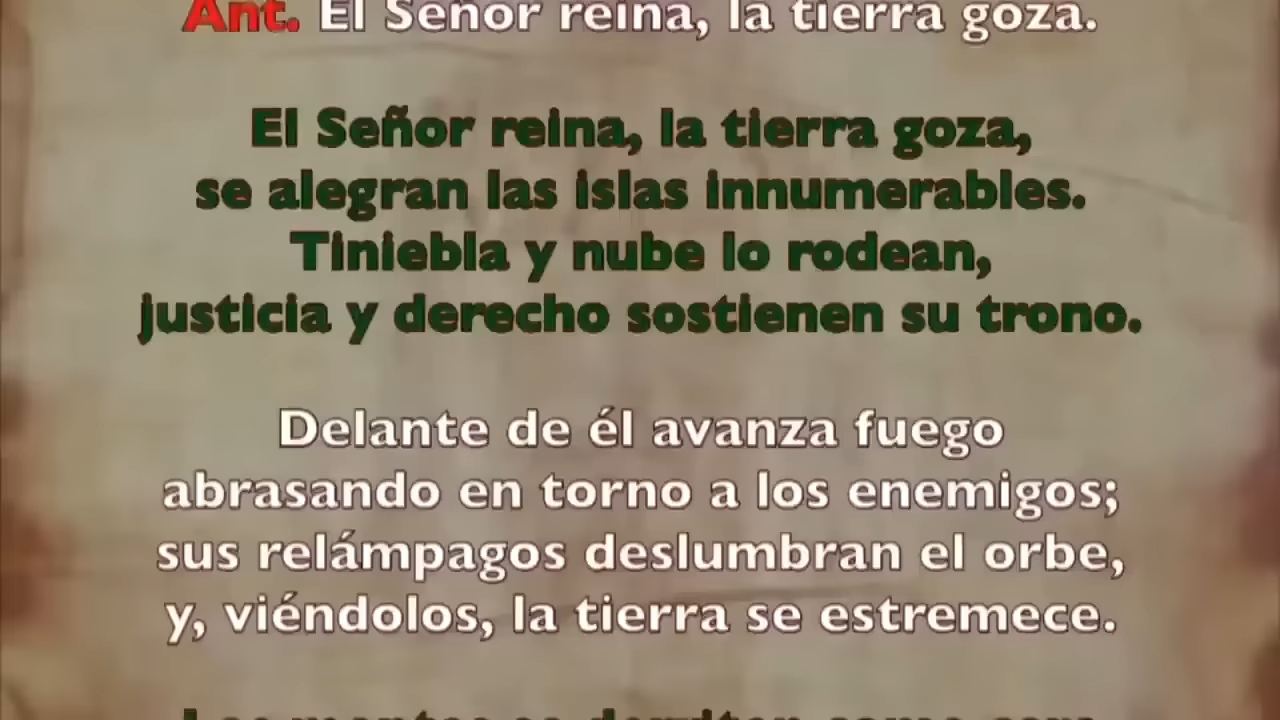 Ant. El Señor reina, la tierra goza.
El Señor reina, la tierra goza,
se alegran las islas innumerables.
Tiniebla y nube lo rodean,
justicia y derecho sostienen su trono.
Delante de él avanza fuego
abrasando en torno a los enemigos;
sus relámpagos deslumbran el orbe,
y, viéndolos, la tierra se estremece.